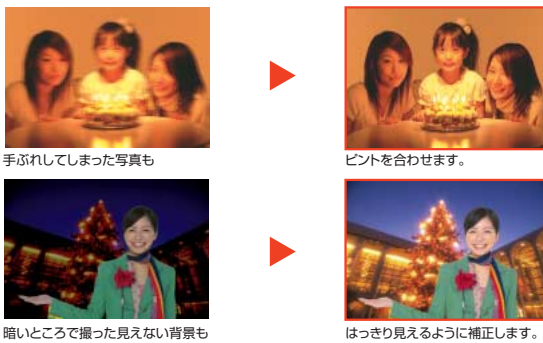 手ぶれしてしまった写真も
ピントを合わせます。
暗いところで撮った見えない背景も
はっきり見えるように補正します。